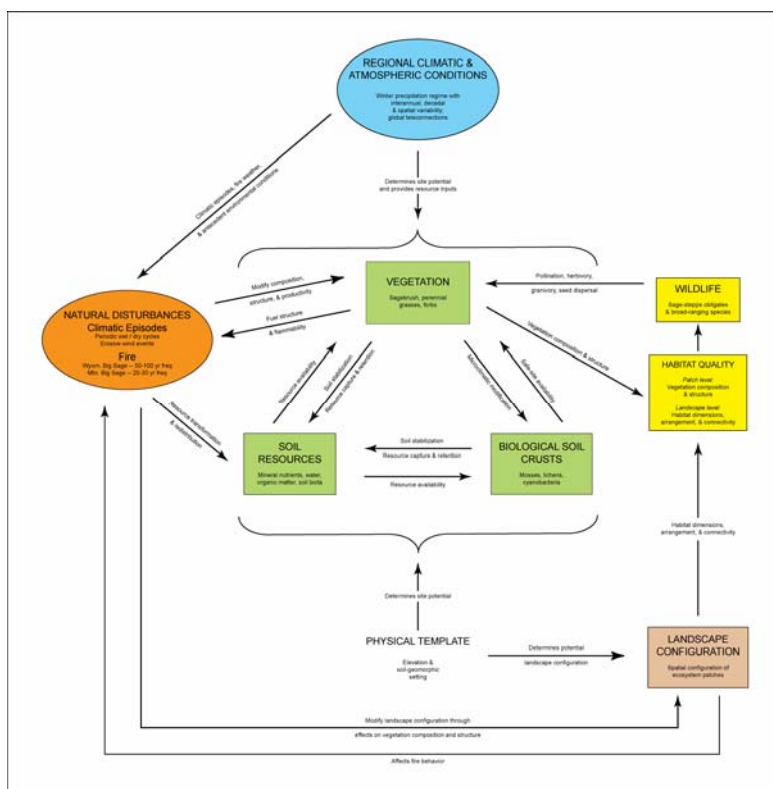 REGIONAL CLIMATIC &
ATMOSPHERIC CONDITIONS
Winter precipitation regime with
interannual, decadal
& spatial variability;
global teleconnections
Climatic episodes, fire weather,
& antecedent environmental conditions
Determines site potential
and provides resource inputs
VEGETATION
Sagebrush, perennial
grasses, forbs
Pollination, herbivory,
granivory, seed dispersal
WILDLIFE
Sage-steppe obligates
& broad-ranging species
Modify composition,
structure, & productivity
Fuel structure
& flammability
NATURAL DISTURBANCES
Climatic Episodes
Periodic wet / dry cycles
Erosive wind events
Fire
Wyom. Big Sage -- 50-100 yr freq
Mtn. Big Sage -- 20-30 yr freq
Vegetation composition & structure
HABITAT QUALITY
Patch level:
Vegetation composition
& structure
Landscape level:
Habitat dimensions,
arrangement, & connectivity
Resource availability
Soil stabilization
Resource capture & retention
Microclimatic modification
Safe-site availability
Resource transformation
& redistribution
SOIL
RESOURCES
Mineral nutrients, water,
organic matter, soil biota
Soil stabilization
Resource capture & retention
Resource availability
BIOLOGICAL SOIL
CRUSTS
Mosses, lichens,
cyanobacteria
Habitat dimensions,
arrangement, & connectivity
Determines site potential
PHYSICAL TEMPLATE
Elevation &
soil-geomorphic
setting
Determines potential
landscape configuration
LANDSCAPE
CONFIGURATION
Spatial configuration of
ecosystem patches
Modify landscape configuration through
effects on vegetation composition and structure
Affects fire behavior